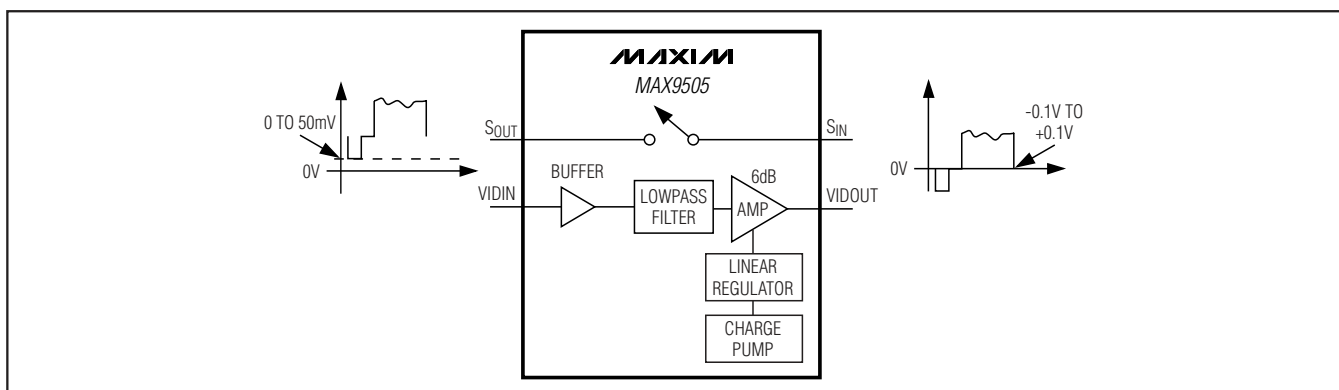 MAXIM
MAX9505
0 TO 50mV
0V
SOUT
SIN
VIDIN
BUFFER
LOWPASS
FILTER
6dB
AMP
VIDOUT
LINEAR
REGULATOR
CHARGE
PUMP
-0.1V TO
+0.1V
0V